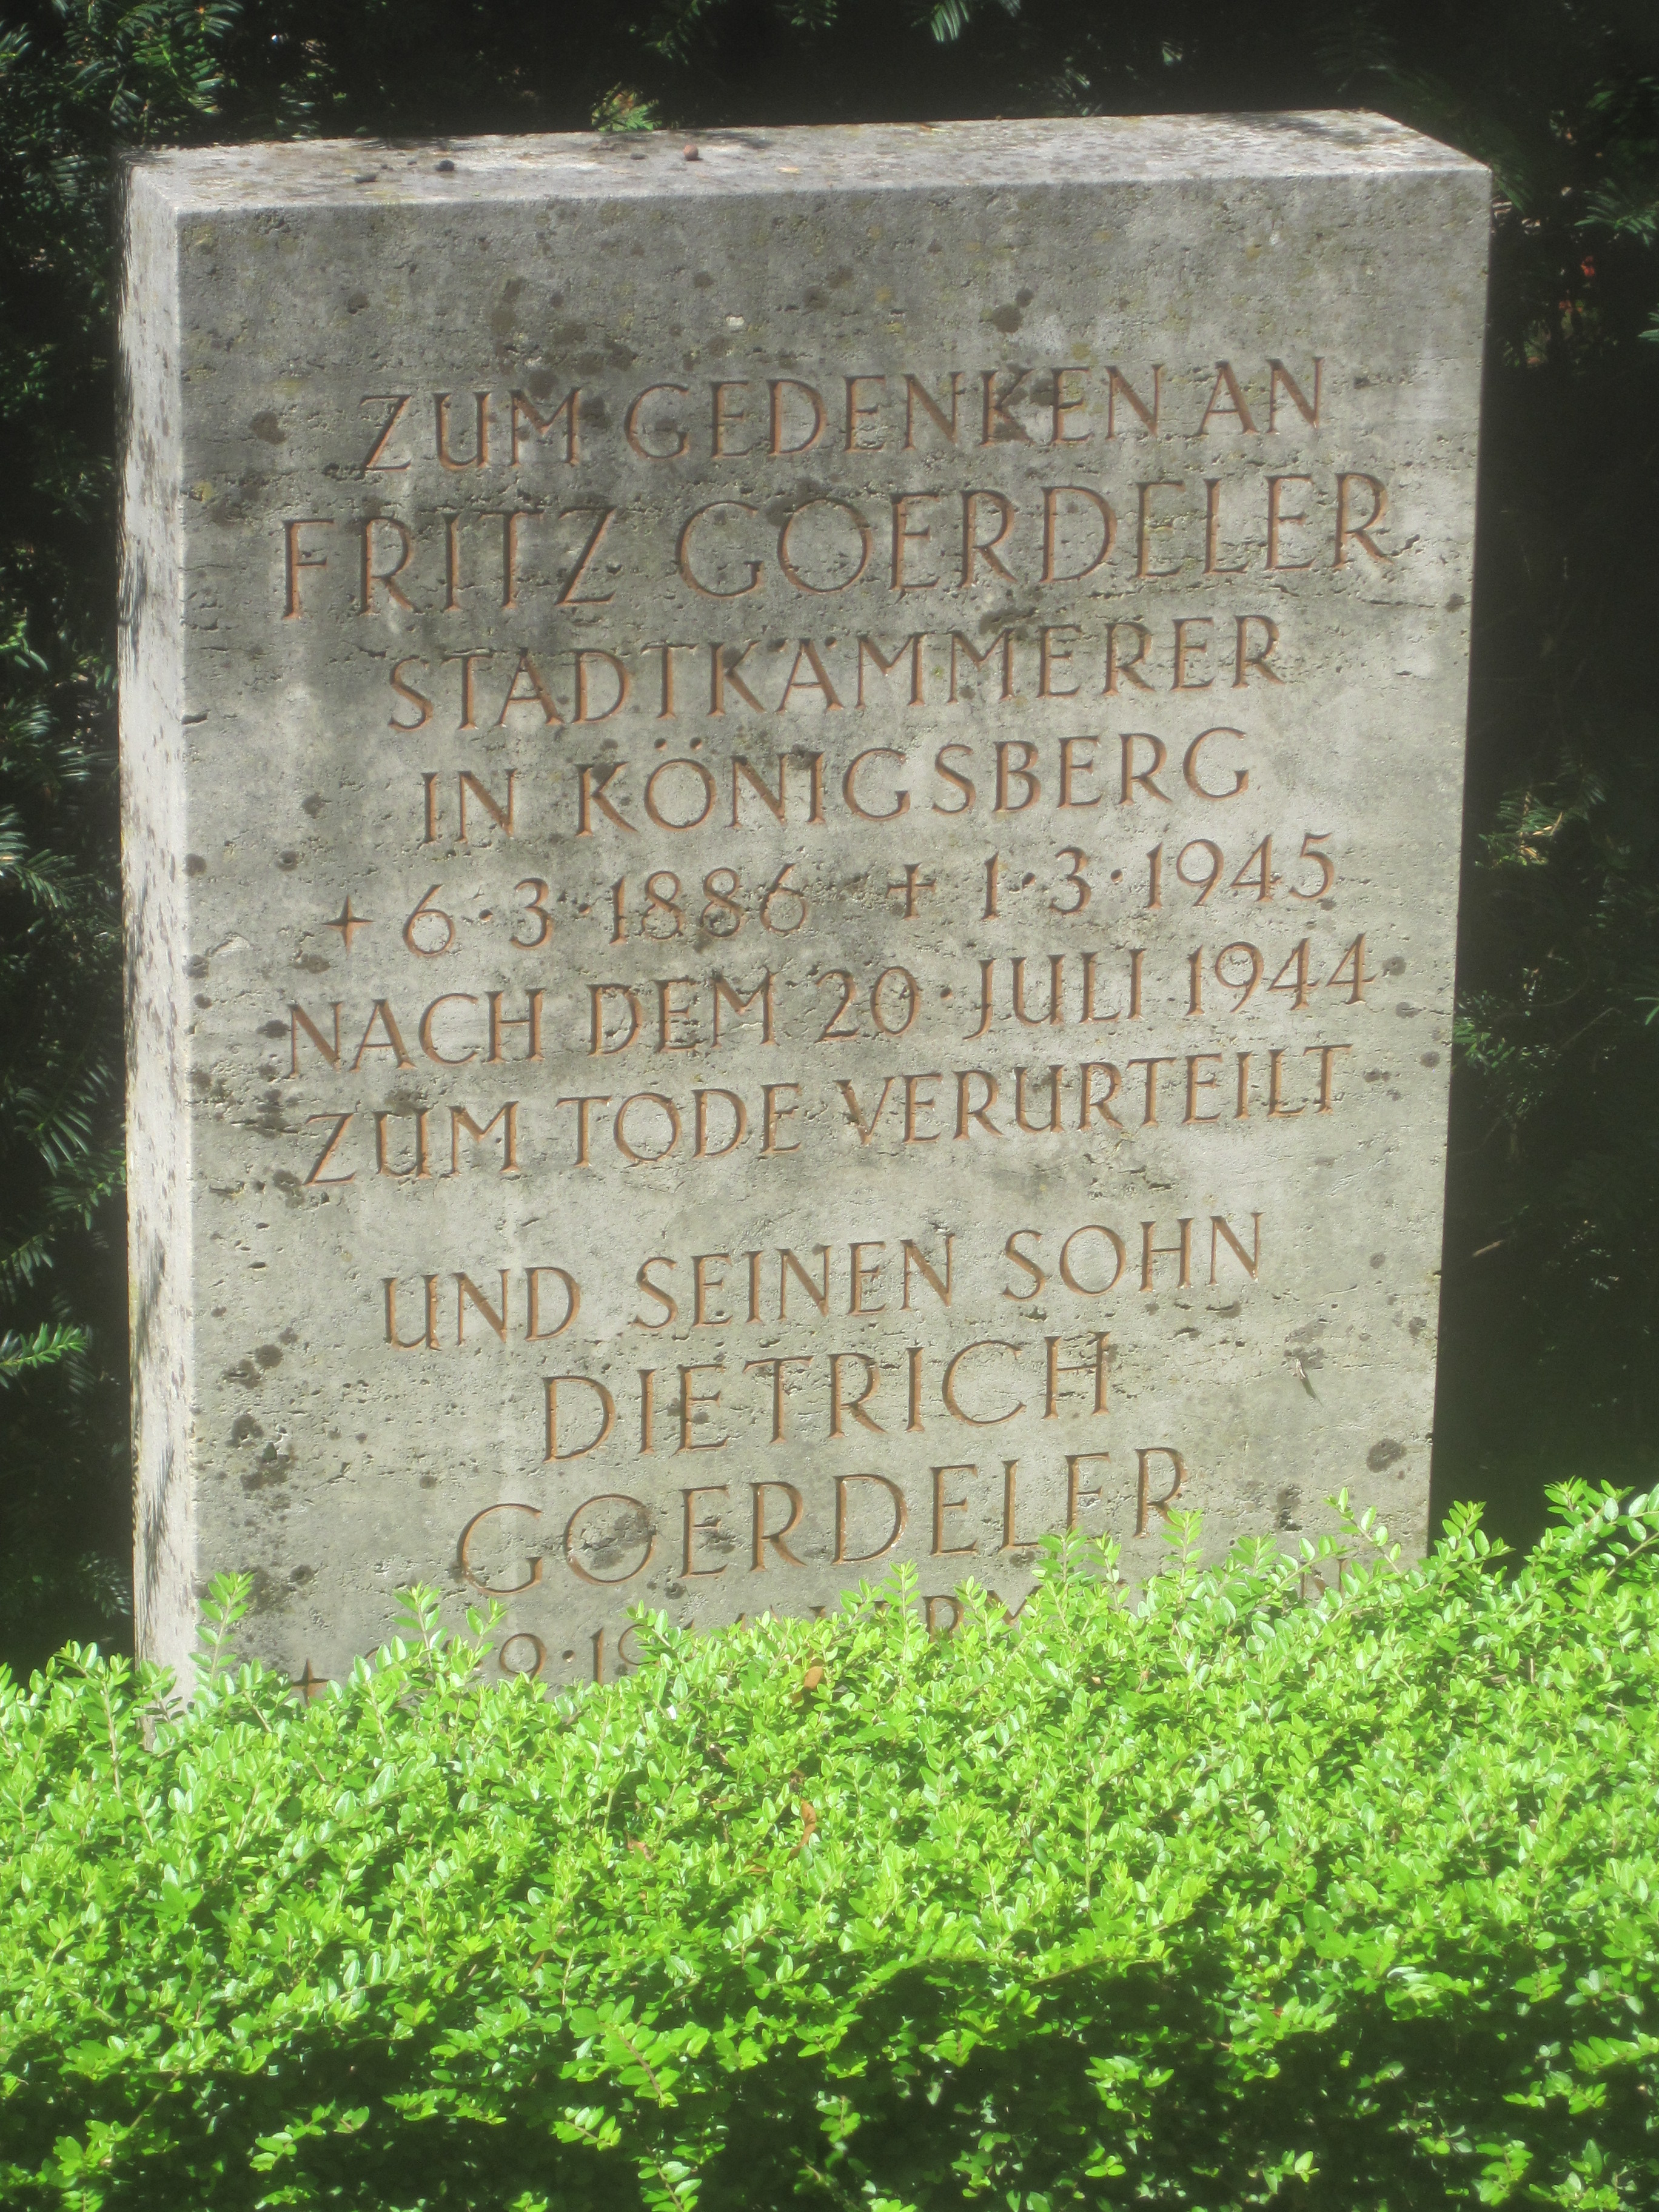 ZUM GEDENKEN AN
FRITZ GOERDELER
STADTKÄMMERER
IN KÖNIGSBERG
+ 6·3·1886 + 1·3·1945
NACH DEM 20·JULI 1944
ZUM TODE VERURTEILT
UND SEINEN SOHN
DIETRICH
GOERDELER